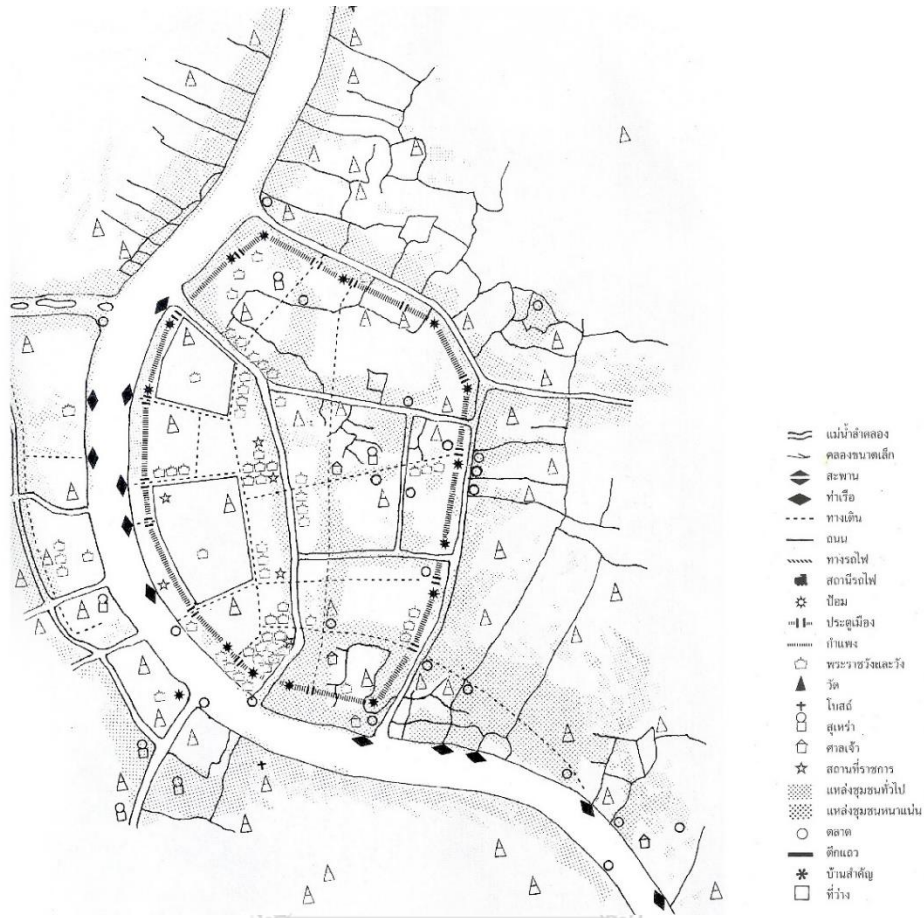 แม่น้ำลำคลอง
คลองขนาดเล็ก
สะพาน
ท่าเรือ
ทางเดิน
ถนน
ทางรถไฟ
สถานีรถไฟ
ป้อม
ประตูเมือง
กำแพง
พระราชวังและวัง
วัด
โบสถ์
สุเหร่า
ศาลเจ้า
สถานที่ราชการ
แหล่งชุมชนทั่วไป
แหล่งชุมชนหนาแน่น
ตลาด
ตึกแถว
บ้านสำคัญ
ที่ว่าง